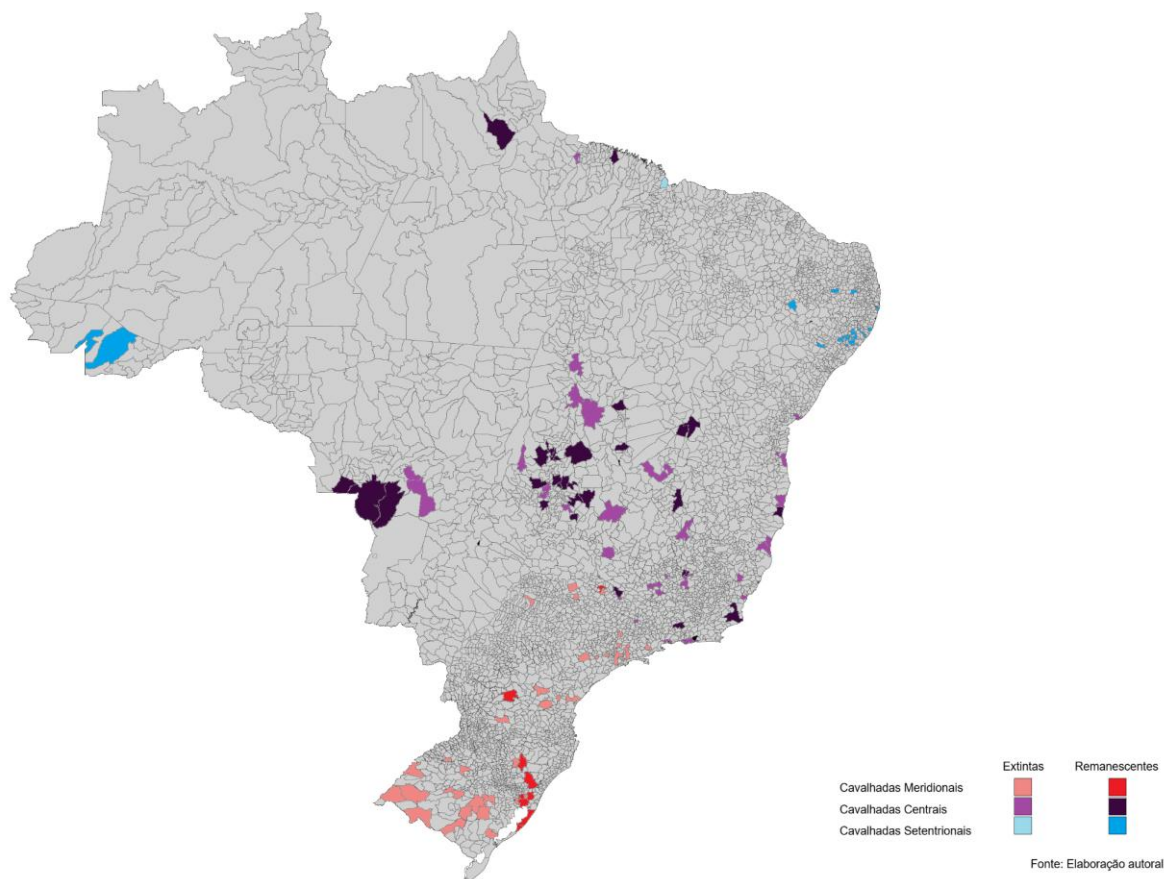 Extintas Remanescentes
Cavalhadas Meridionais
Cavalhadas Centrais
Cavalhadas Setentrionais
Fonte: Elaboração autoral